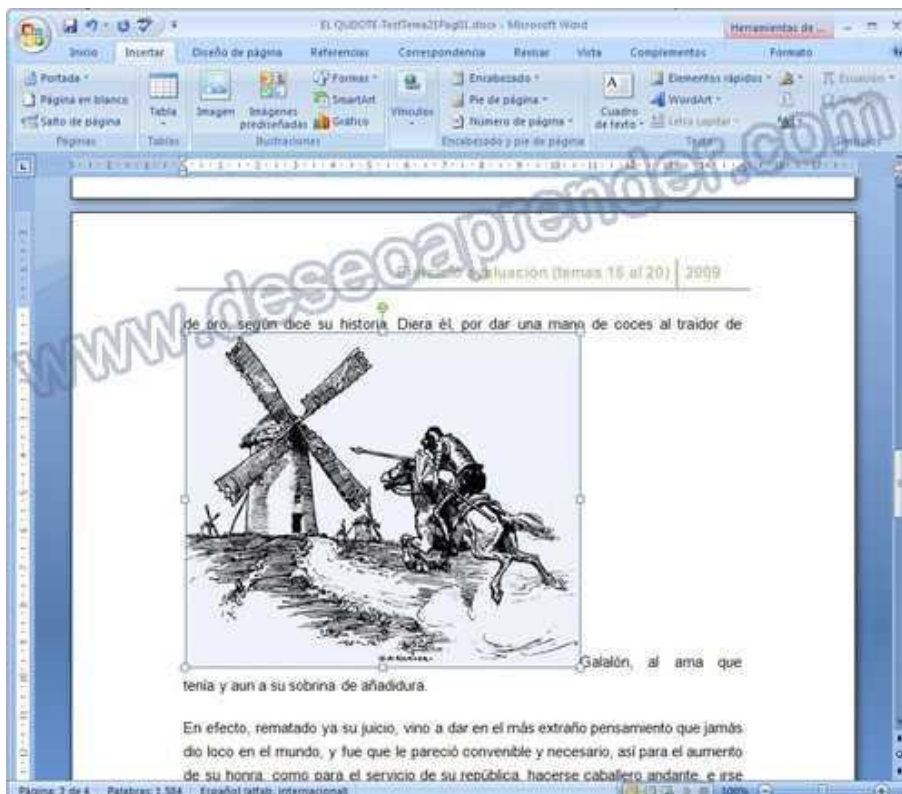 EL QUIJOTE-TestTema21Pag01.docx - Microsoft Word
Herramientas de ...
Inicio Insertar Diseño de página Referencias Correspondencia Revisar Vista Complementos Formato
Portada
Página en blanco
Salto de página
Páginas
Tabla
Tablas
Imagen
Imágenes prediseñadas
Formas
SmartArt
Gráfico
Ilustraciones
Vínculos
Encabezado
Pie de página
Número de página
Encabezado y pie de página
Cuadro de texto
Elementos rápidos
WordArt
Letra capital
Texto
Ecuación
www.deseoaprender.com
evaluación (temas 16 al 20) 2009
de oro, según dice su historia. Diera él, por dar una mano de coces al traidor de
Galalón, al ama que
tenía y aun a su sobrina de añadidura.
En efecto, rematado ya su juicio, vino a dar en el más extraño pensamiento que jamás
dio loco en el mundo, y fue que le pareció convenible y necesario, así para el aumento
de su honra, como para el servicio de su república, hacerse caballero andante, e irse
Página: 3 de 4 Palabras: 1.504 Español (alfab. internacional) 100%